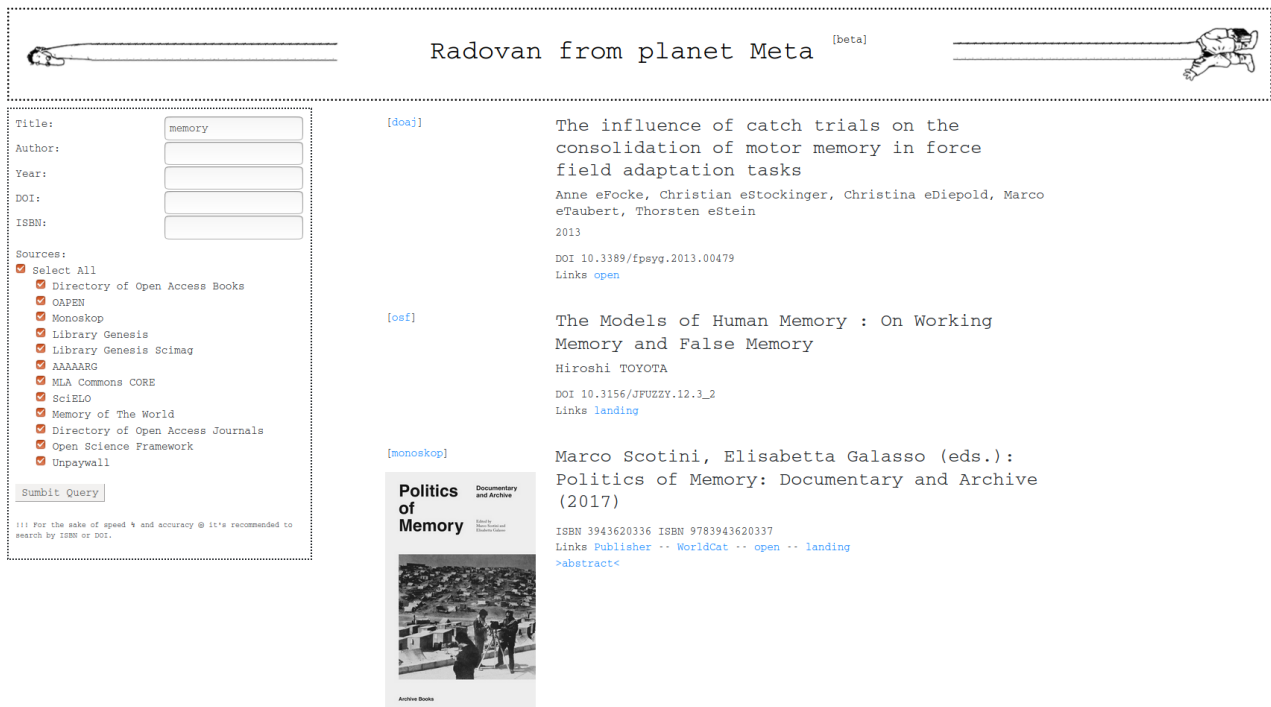 Radovan from planet Meta [beta]
Title: memory
Author:
Year:
DOI:
ISBN:
Sources:
Select All
Directory of Open Access Books
OAPEN
Monoskop
Library Genesis
Library Genesis Scimag
AAAAARG
MLA Commons CORE
SciELO
Memory of The World
Directory of Open Access Journals
Open Science Framework
Unpaywall
Sumbit Query
!!! For the sake of speed and accuracy it's recommended to
search by ISBN or DOI.
[doaj]
The influence of catch trials on the
consolidation of motor memory in force
field adaptation tasks
Anne eFocke, Christian eStockinger, Christina eDiepold, Marco
eTaubert, Thorsten eStein
2013
DOI 10.3389/fpsyg.2013.00479
Links open
[osf]
The Models of Human Memory : On Working
Memory and False Memory
Hiroshi TOYOTA
DOI 10.3156/JFUZZY.12.3_2
Links landing
[monoskop]
Politics
of
Memory
Documentary
and Archive
Edited by
Marco Scotini and
Elisabetta Galasso
Archive Books
Marco Scotini, Elisabetta Galasso (eds.):
Politics of Memory: Documentary and Archive
(2017)
ISBN 3943620336 ISBN 9783943620337
Links Publisher -- WorldCat -- open -- landing
>abstract<